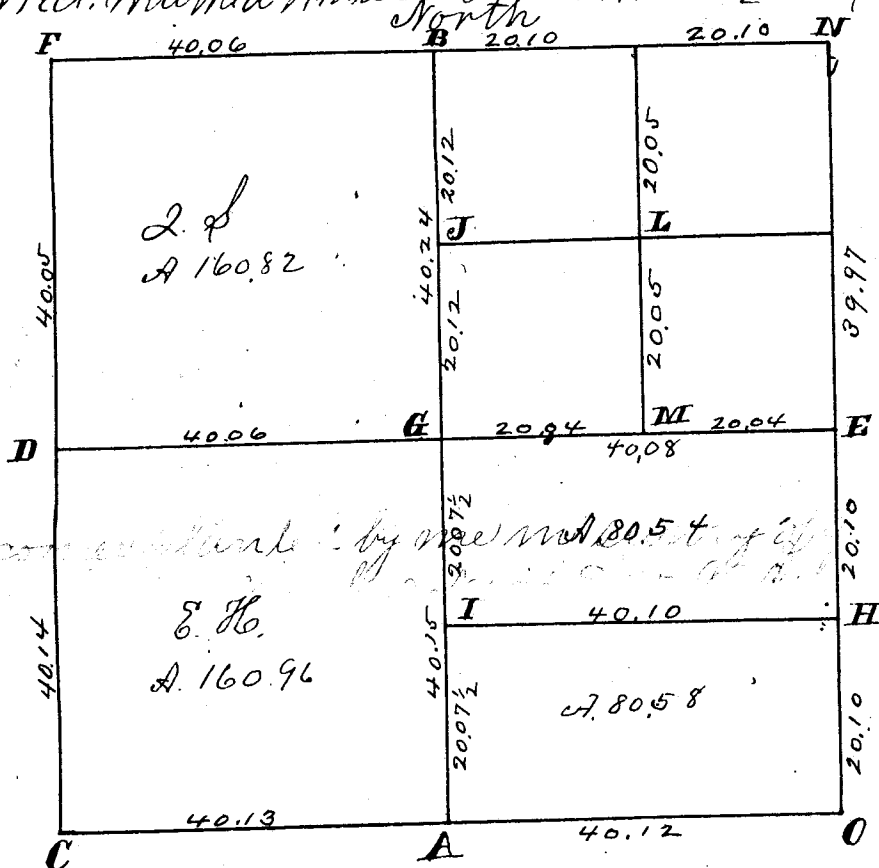 North
F 40.06 B 20.10 20.10 N
20.12
20.05
2. S
A 160.82
J
L
40.05
40.24
39.97
20.12
20.05
D 40.06 G 20.94 M 20.04 E
40.08
20.07½
A 80.54
20.10
by me
I 40.10 H
E. H.
A. 160.96
40.14
40.15
20.07½
A. 80.58
20.10
C 40.13 A 40.12 O